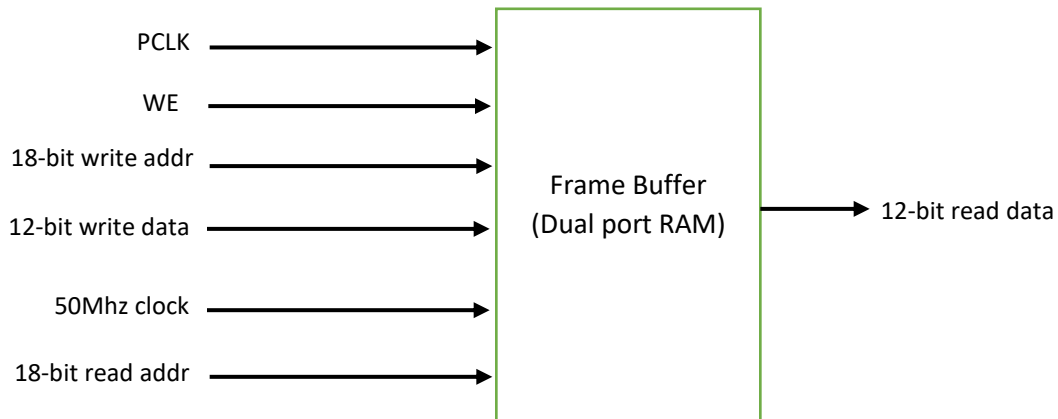 PCLK
WE
18-bit write addr
12-bit write data
50Mhz clock
18-bit read addr
Frame Buffer
(Dual port RAM)
12-bit read data